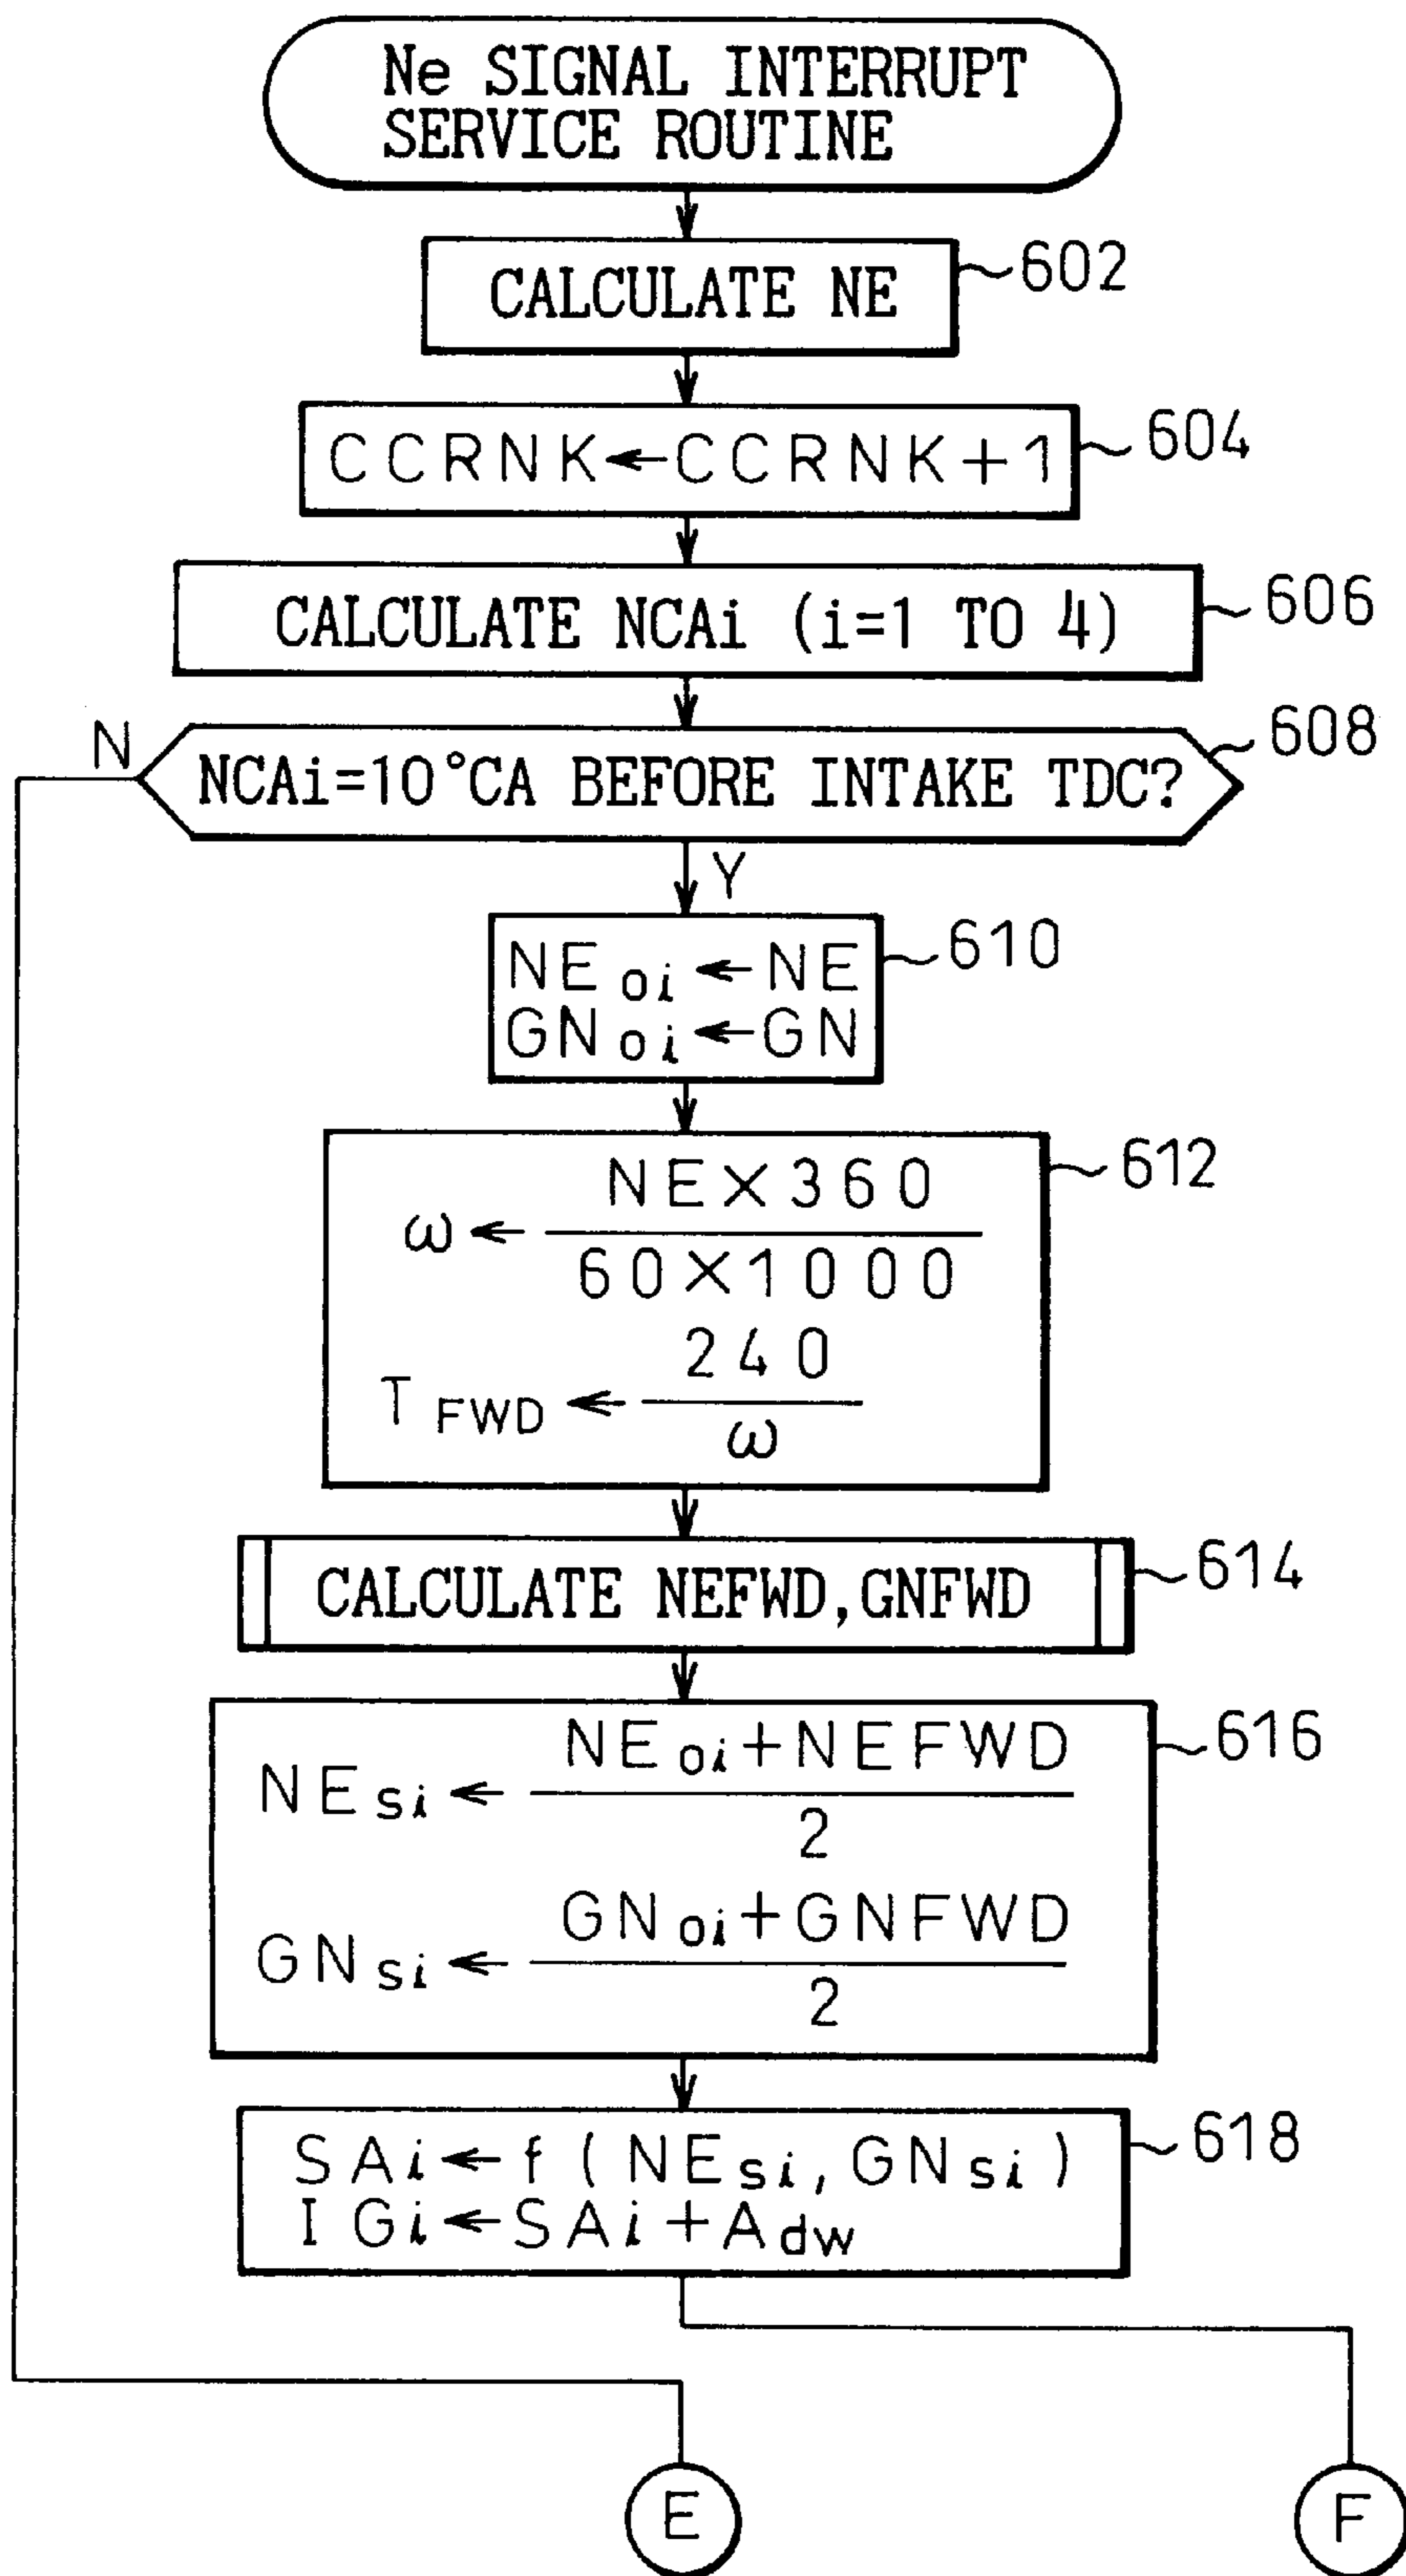 Ne SIGNAL INTERRUPT
SERVICE ROUTINE
CALCULATE NE
602
CCRNK←CCRNK+1
604
CALCULATE NCAi (i=1 TO 4)
606
N
NCAi=10°CA BEFORE INTAKE TDC?
608
Y
NEoi←NE
GNoi←GN
610
NE×360
ω←
60×1000
240
TFWD←
ω
612
CALCULATE NEFWD,GNFWD
614
NEoi+NEFWD
NEsi←
2
GNoi+GNFWD
GNsi←
2
616
SAi←f(NEsi,GNsi)
IGi←SAi+Adw
618
E
F